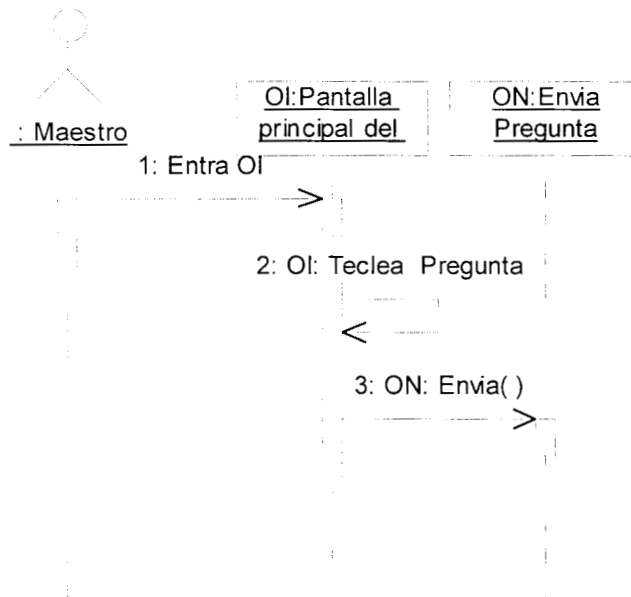 : Maestro
OI:Pantalla
principal del
ON:Envia
Pregunta
1: Entra OI
2: OI: Teclea Pregunta
3: ON: Envia( )